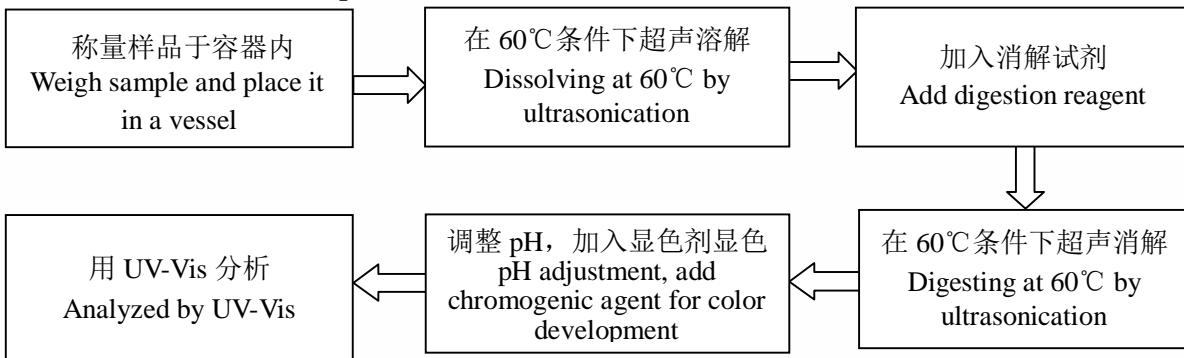 称量样品于容器内
Weigh sample and place it
in a vessel
在 60℃条件下超声溶解
Dissolving at 60℃ by
ultrasonication
加入消解试剂
Add digestion reagent
在 60℃条件下超声消解
Digesting at 60℃ by
ultrasonication
调整 pH，加入显色剂显色
pH adjustment, add
chromogenic agent for color
development
用 UV-Vis 分析
Analyzed by UV-Vis